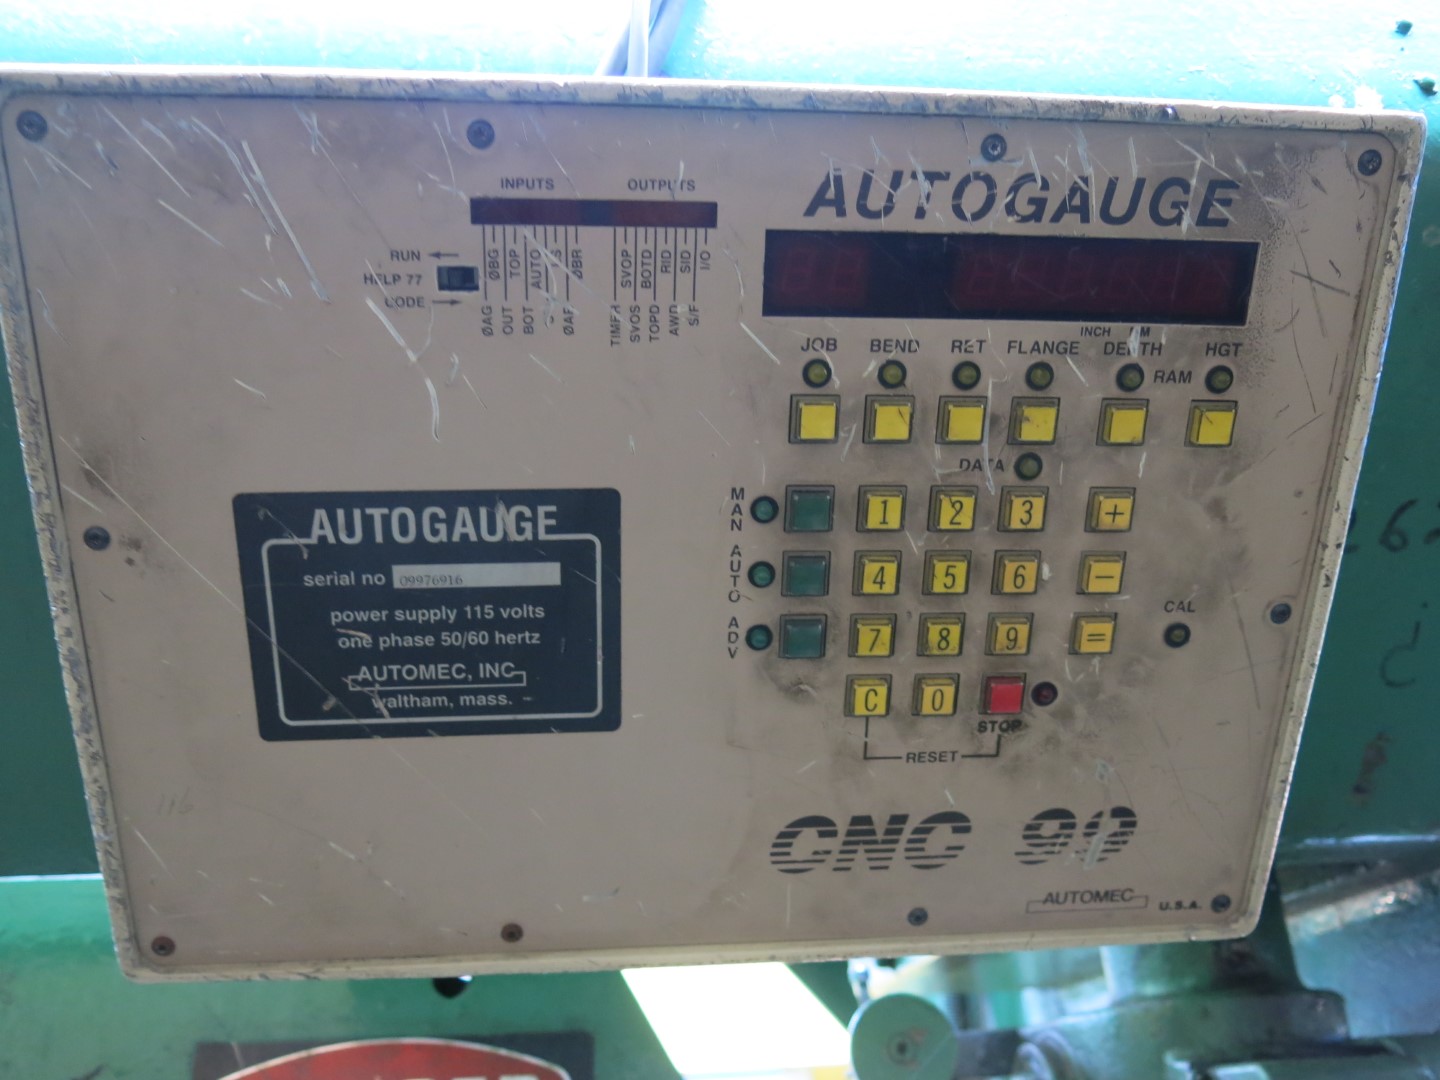 INPUTS OUTPUTS
RUN
HELP 77
CODE
ØBG TOP AUTO ØBR
ØAG OUT BOT
SVOP BOTD RID SID I/O
SVOS TOPD AWD S/F
AUTOGAUGE
INCH MM
JOB BEND RET FLANGE DEPTH HGT
RAM
DATA
MAN 1 2 3 +
AUTO 4 5 6 −
ADV 7 8 9 =
CAL
C 0
STOP
RESET
AUTOGAUGE
serial no 09976916
power supply 115 volts
one phase 50/60 hertz
AUTOMEC, INC
waltham, mass.
CNC 99
AUTOMEC U.S.A.